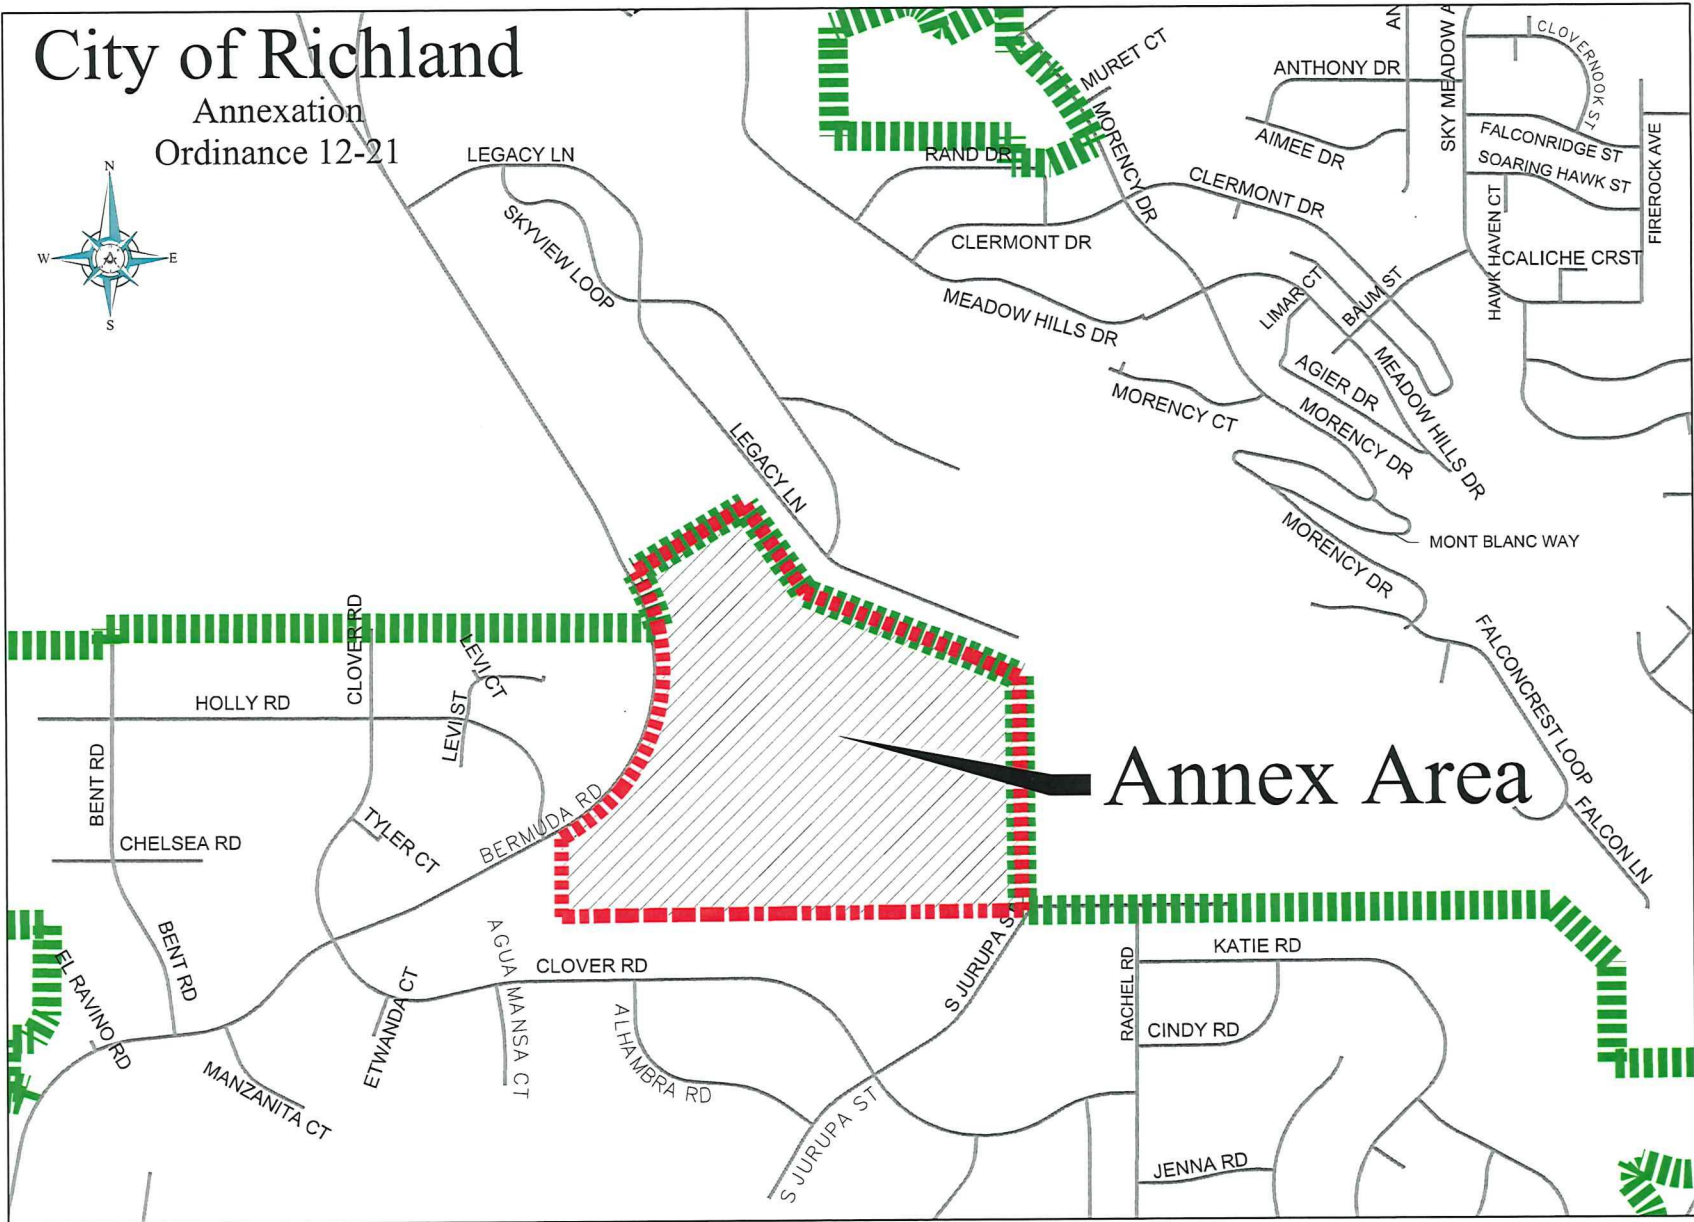 City of Richland
Annexation
Ordinance 12-21
N
W
E
S
LEGACY LN
SKYVIEW LOOP
LEGACY LN
MURET CT
MORENCY DR
RAND DR
CLERMONT DR
CLERMONT DR
MEADOW HILLS DR
MORENCY CT
ANTHONY DR
AIMEE DR
AN
SKY MEADOW A
CLOVERNOOK ST
FALCONRIDGE ST
SOARING HAWK ST
FIREROCK AVE
HAWK HAVEN CT
CALICHE CRST
LIMAR CT
BAUM ST
AGIER DR
MEADOW HILLS DR
MORENCY DR
MORENCY DR
MONT BLANC WAY
FALCONCREST LOOP
FALCON LN
Annex Area
CLOVER RD
LEVI CT
LEVI ST
HOLLY RD
BENT RD
CHELSEA RD
TYLER CT
BERMUDA RD
BENT RD
EL RAVINO RD
MANZANITA CT
ETWANDA CT
AGUA MANSA CT
CLOVER RD
ALHAMBRA RD
S JURUPA ST
S JURUPA ST
RACHEL RD
KATIE RD
CINDY RD
JENNA RD